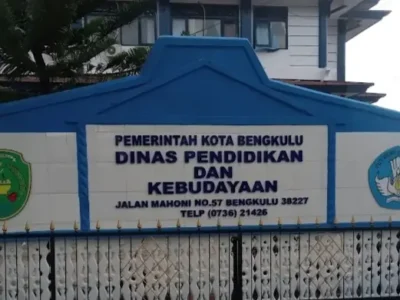 PEMERINTAH KOTA BENGKULU
DINAS PENDIDIKAN
DAN
KEBUDAYAAN
JALAN MAHONI NO.57 BENGKULU 38227
TELP (0736) 21426